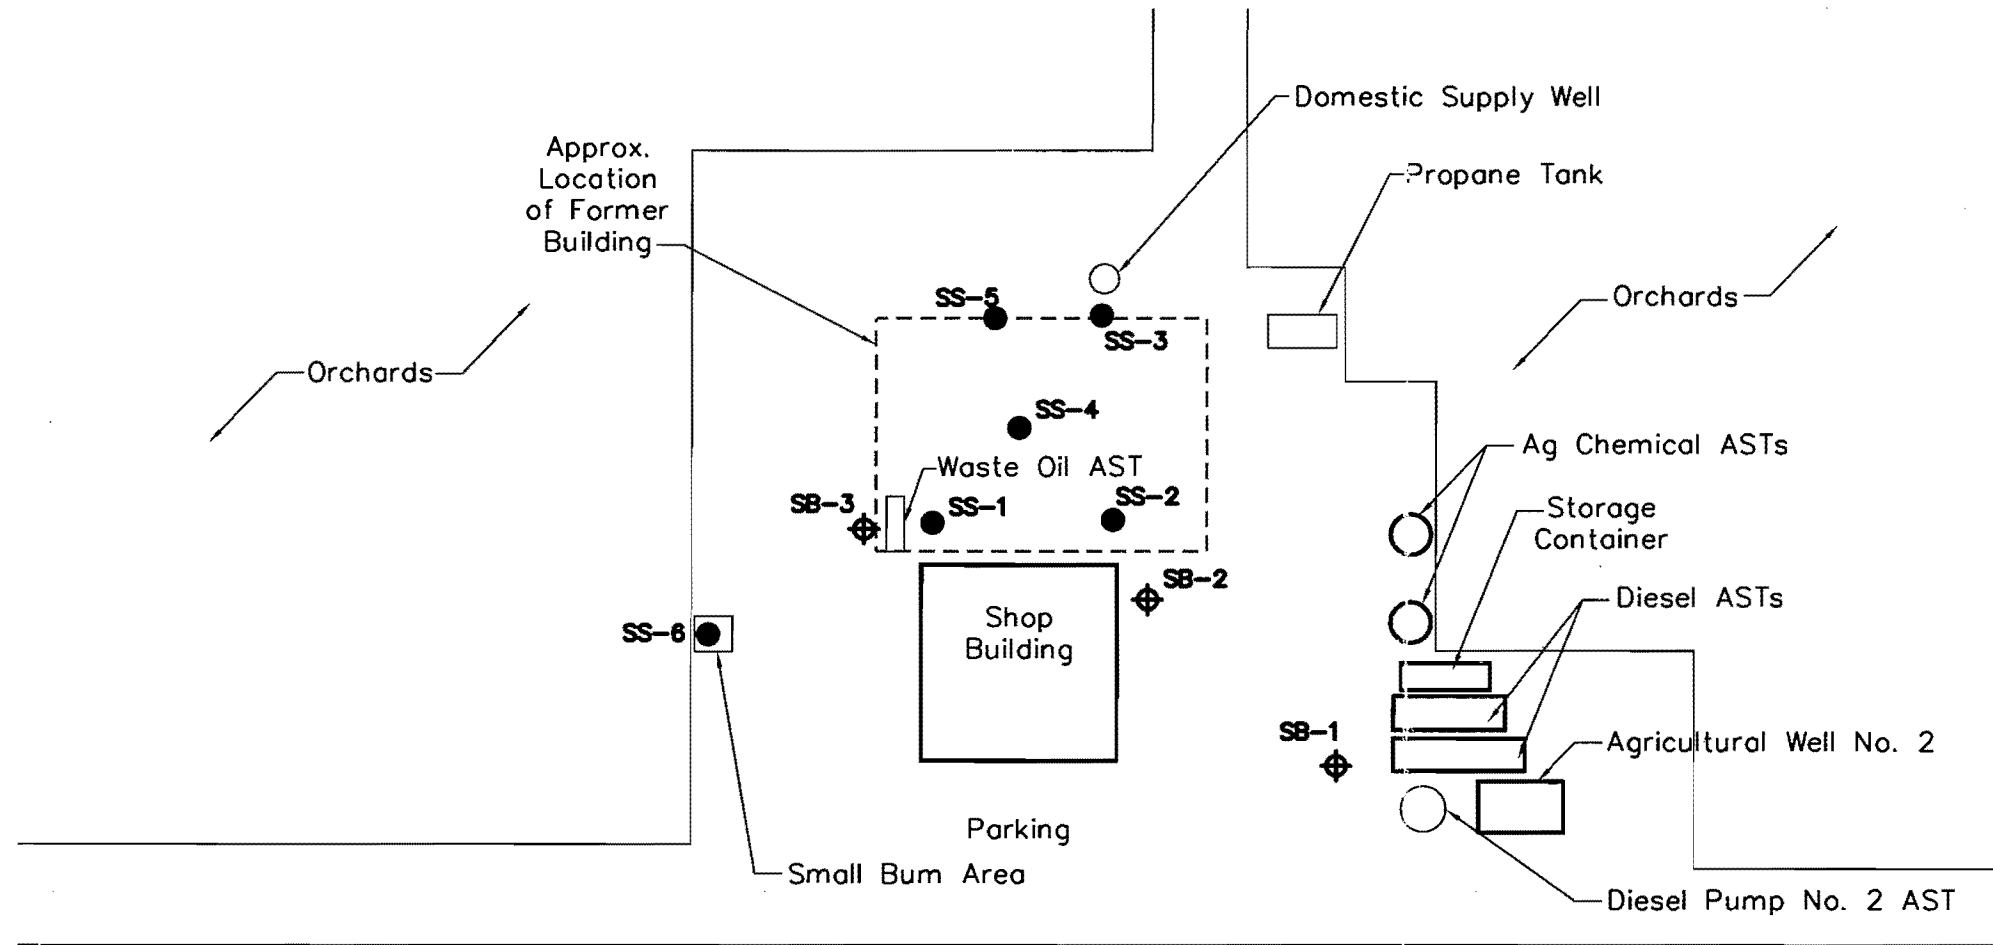 Domestic Supply Well
Approx.
Location
of Former
Building
Propane Tank
SS-5
SS-3
Orchards
Orchards
SS-4
Ag Chemical ASTs
Waste Oil AST
SB-3
SS-1
SS-2
Storage
Container
SB-2
Diesel ASTs
Shop
Building
SS-6
SB-1
Agricultural Well No. 2
Parking
Small Bum Area
Diesel Pump No. 2 AST